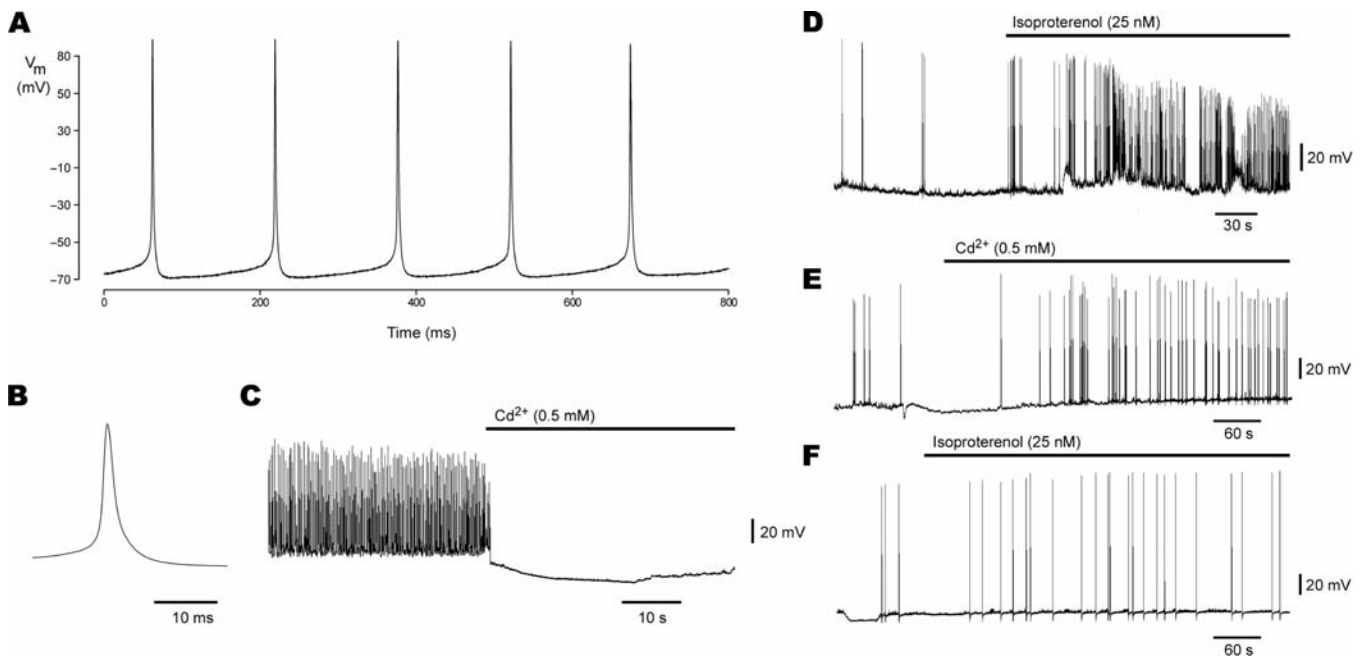 A
V m
(mV)
80
50
30
−10
−30
−50
−70
0
200
400
600
800
Time (ms)
B
10 ms
C
Cd2+ (0.5 mM)
20 mV
10 s
D
Isoproterenol (25 nM)
20 mV
30 s
E
Cd2+ (0.5 mM)
20 mV
60 s
F
Isoproterenol (25 nM)
20 mV
60 s